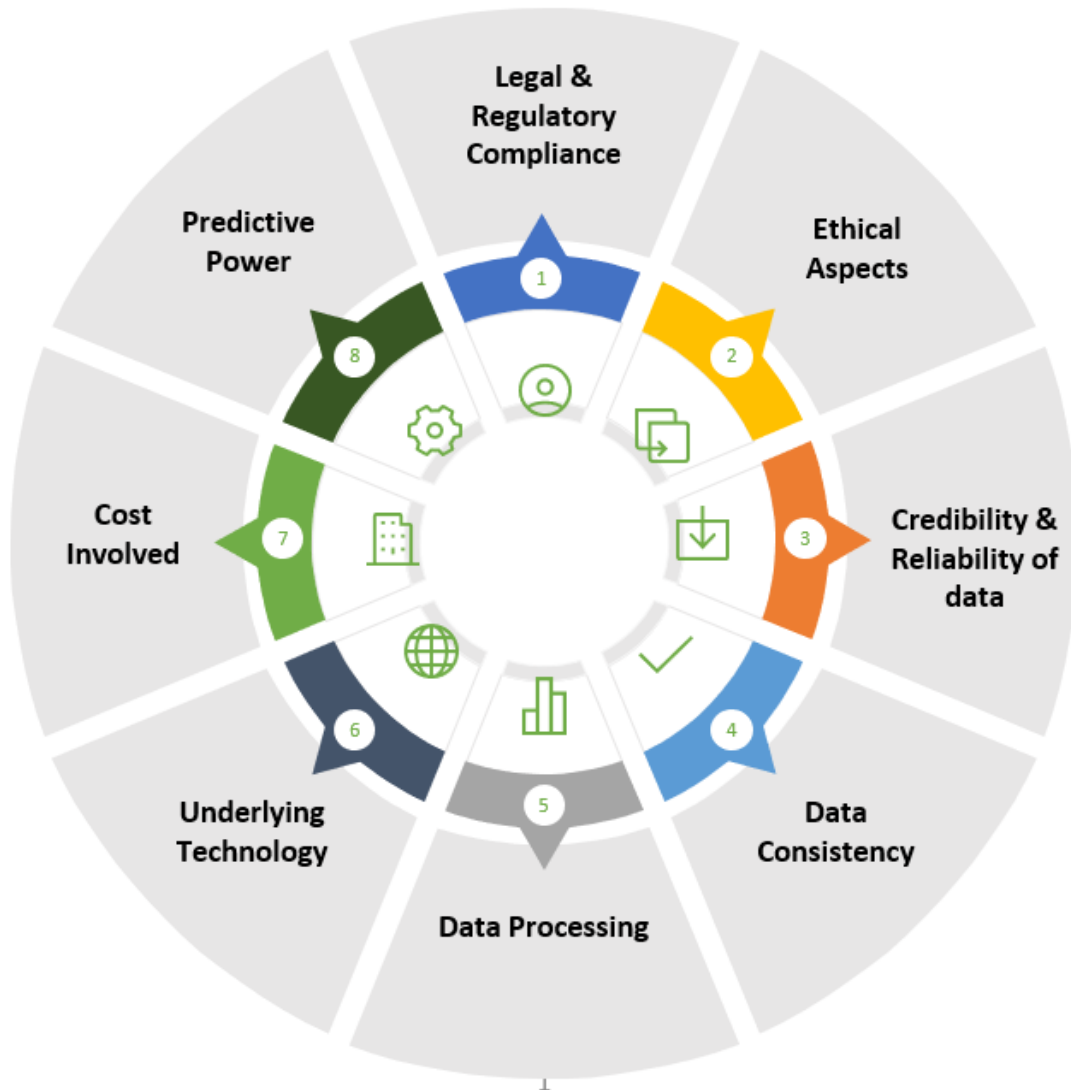 Legal &
Regulatory
Compliance
1
Ethical
Aspects
2
Credibility &
Reliability of
data
3
Data
Consistency
4
Data Processing
5
Underlying
Technology
6
Cost
Involved
7
Predictive
Power
8